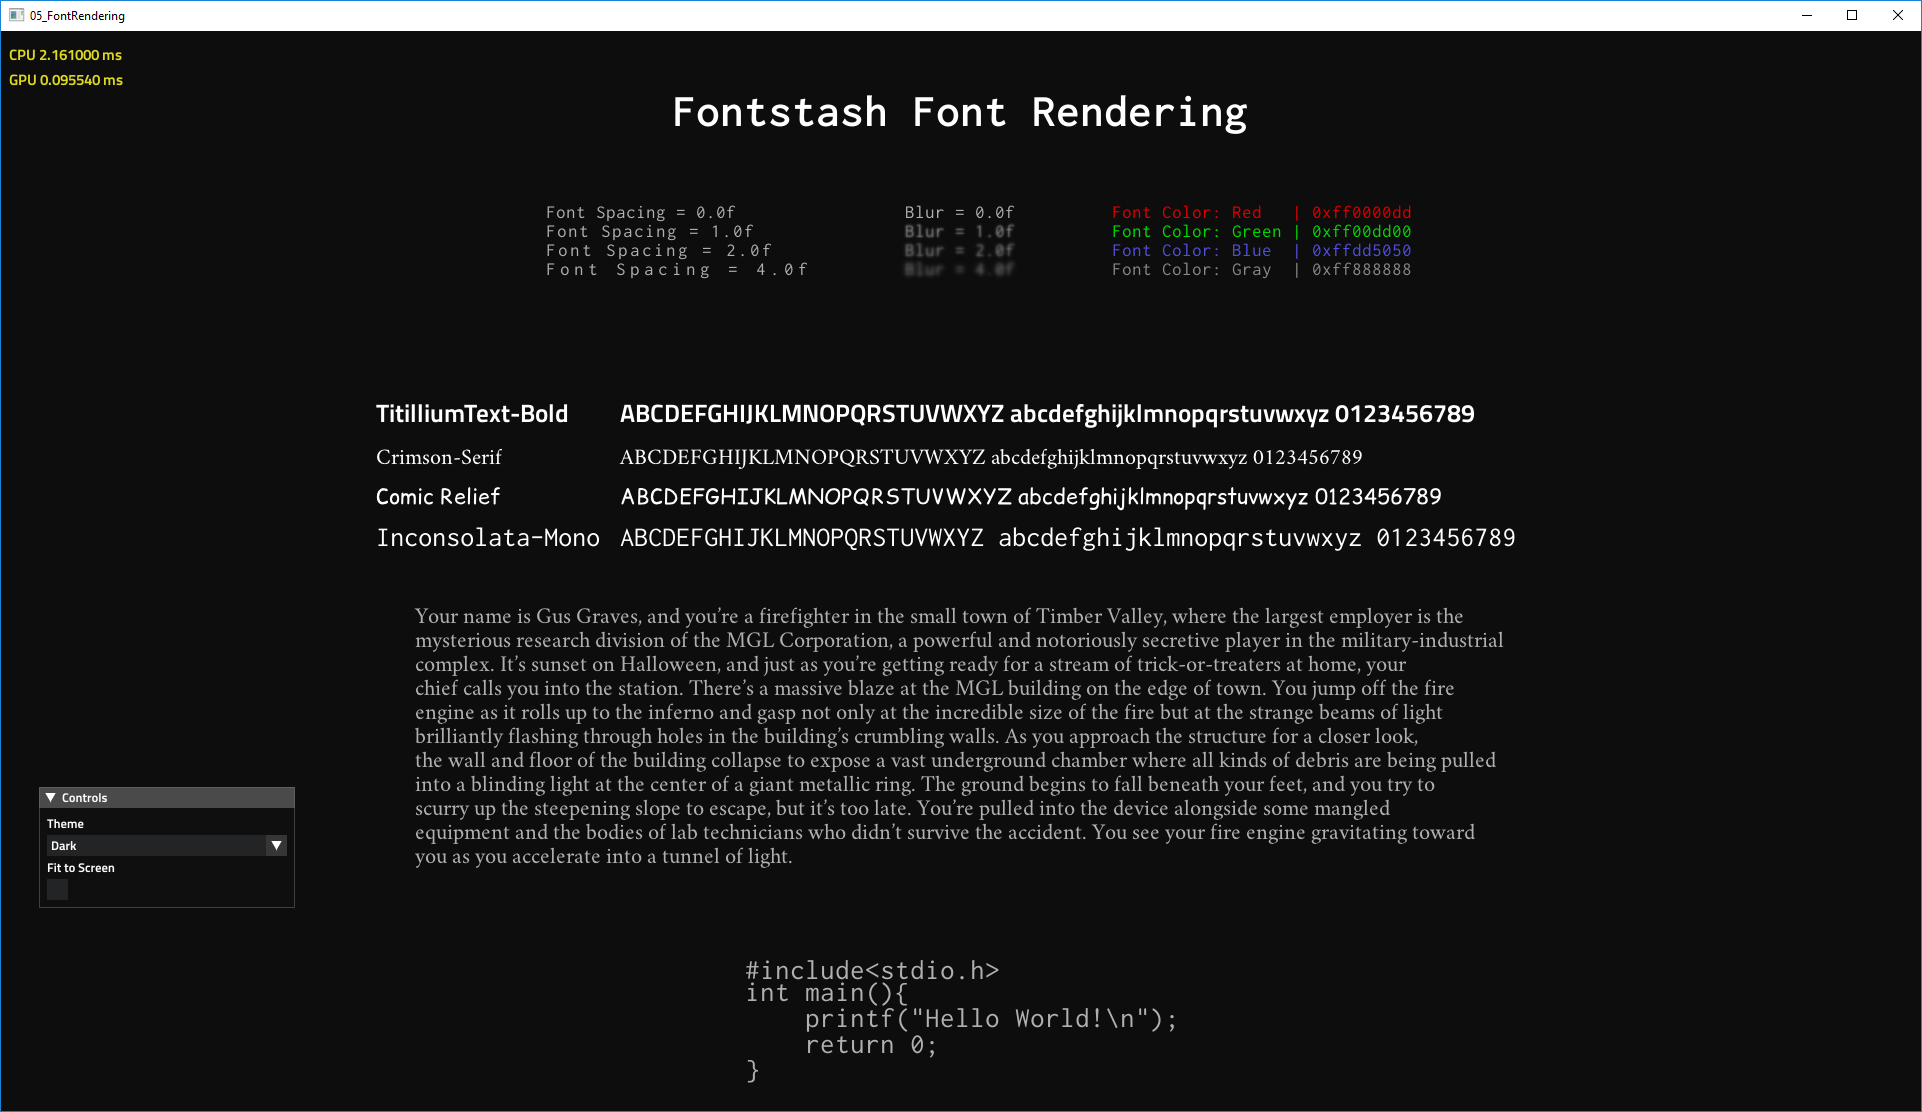 05_FontRendering
CPU 2.161000 ms
GPU 0.095540 ms
Fontstash Font Rendering
Font Spacing = 0.0f
Font Spacing = 1.0f
Font Spacing = 2.0f
Font Spacing = 4.0f
Blur = 0.0f
Blur = 1.0f
Blur = 2.0f
Blur = 4.0f
Font Color: Red   | 0xff0000dd
Font Color: Green | 0xff00dd00
Font Color: Blue  | 0xffdd5050
Font Color: Gray  | 0xff888888
TitilliumText-Bold ABCDEFGHIJKLMNOPQRSTUVWXYZ abcdefghijklmnopqrstuvwxyz 0123456789
Crimson-Serif ABCDEFGHIJKLMNOPQRSTUVWXYZ abcdefghijklmnopqrstuvwxyz 0123456789
Comic Relief ABCDEFGHIJKLMNOPQRSTUVWXYZ abcdefghijklmnopqrstuvwxyz 0123456789
Inconsolata-Mono ABCDEFGHIJKLMNOPQRSTUVWXYZ abcdefghijklmnopqrstuvwxyz 0123456789
Your name is Gus Graves, and you’re a firefighter in the small town of Timber Valley, where the largest employer is the
mysterious research division of the MGL Corporation, a powerful and notoriously secretive player in the military-industrial
complex. It’s sunset on Halloween, and just as you’re getting ready for a stream of trick-or-treaters at home, your
chief calls you into the station. There’s a massive blaze at the MGL building on the edge of town. You jump off the fire
engine as it rolls up to the inferno and gasp not only at the incredible size of the fire but at the strange beams of light
brilliantly flashing through holes in the building’s crumbling walls. As you approach the structure for a closer look,
the wall and floor of the building collapse to expose a vast underground chamber where all kinds of debris are being pulled
into a blinding light at the center of a giant metallic ring. The ground begins to fall beneath your feet, and you try to
scurry up the steepening slope to escape, but it’s too late. You’re pulled into the device alongside some mangled
equipment and the bodies of lab technicians who didn’t survive the accident. You see your fire engine gravitating toward
you as you accelerate into a tunnel of light.
Controls
Theme
Dark
Fit to Screen
#include<stdio.h>
int main(){
    printf("Hello World!\n");
    return 0;
}